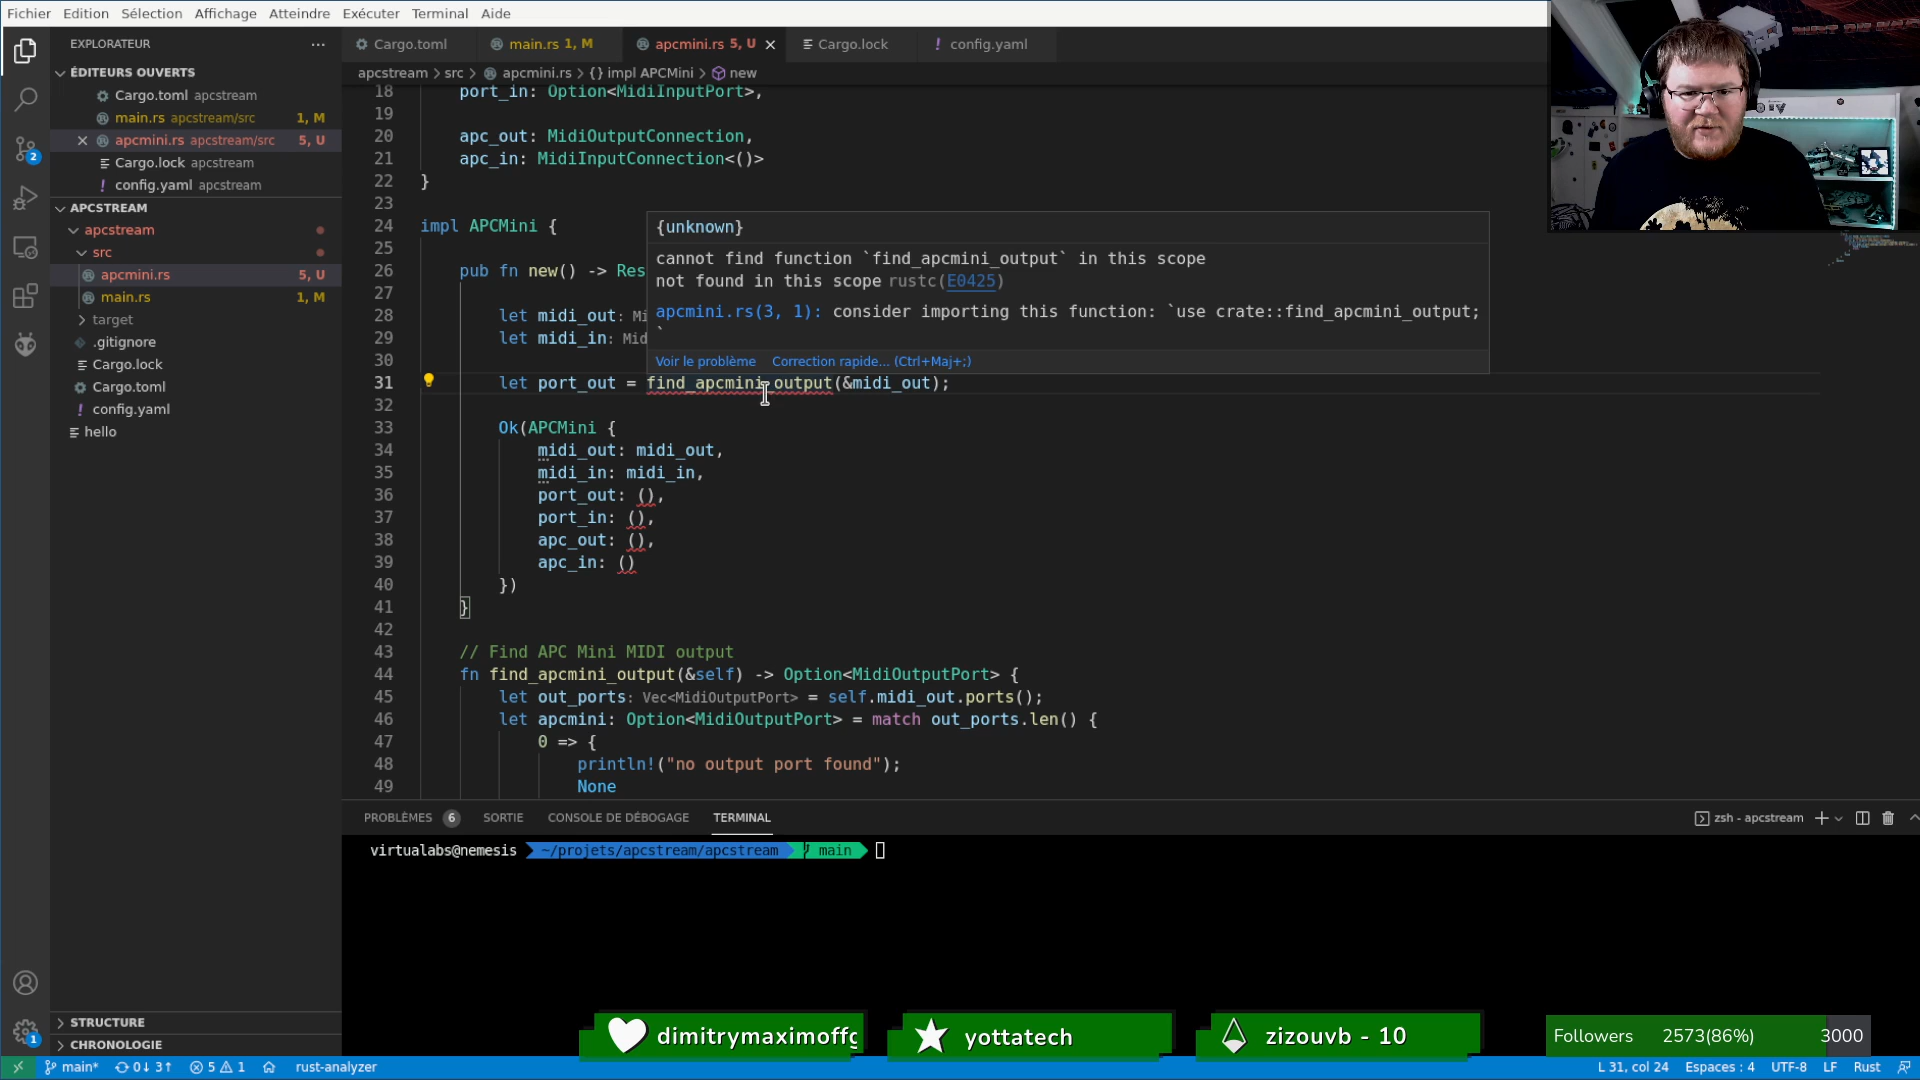 Fichier Edition Sélection Affichage Atteindre Exécuter Terminal Aide
EXPLORATEUR ...
ÉDITEURS OUVERTS
Cargo.toml apcstream
main.rs apcstream/src 1, M
apcmini.rs apcstream/src 5, U
Cargo.lock apcstream
! config.yaml apcstream
APCSTREAM
apcstream
src
apcmini.rs 5, U
main.rs 1, M
target
.gitignore
Cargo.lock
Cargo.toml
! config.yaml
hello
STRUCTURE
CHRONOLOGIE
2
1
Cargo.toml main.rs 1, M apcmini.rs 5, U Cargo.lock ! config.yaml
apcstream > src > apcmini.rs > {} impl APCMini > new
18 port_in: Option<MidiInputPort>,
19
20 apc_out: MidiOutputConnection,
21 apc_in: MidiInputConnection<()>
22 }
23
24 impl APCMini {
25
26 pub fn new() -> Res
27
28 let midi_out: Mi
29 let midi_in: Mid
30
31 let port_out = find_apcmini_output(&midi_out);
32
33 Ok(APCMini {
34 midi_out: midi_out,
35 midi_in: midi_in,
36 port_out: (),
37 port_in: (),
38 apc_out: (),
39 apc_in: ()
40 })
41 }
42
43 // Find APC Mini MIDI output
44 fn find_apcmini_output(&self) -> Option<MidiOutputPort> {
45 let out_ports: Vec<MidiOutputPort> = self.midi_out.ports();
46 let apcmini: Option<MidiOutputPort> = match out_ports.len() {
47 0 => {
48 println!("no output port found");
49 None
{unknown}
cannot find function `find_apcmini_output` in this scope
not found in this scope rustc(E0425)
apcmini.rs(3, 1): consider importing this function: `use crate::find_apcmini_output;
`
Voir le problème Correction rapide... (Ctrl+Maj+;)
PROBLÈMES 6 SORTIE CONSOLE DE DÉBOGAGE TERMINAL
zsh - apcstream
virtualabs@nemesis ~/projets/apcstream/apcstream main
dimitrymaximoffc
yottatech
zizouvb - 10
Followers 2573(86%) 3000
main* 0↓ 3↑ 5 1 rust-analyzer
L 31, col 24 Espaces : 4 UTF-8 LF Rust